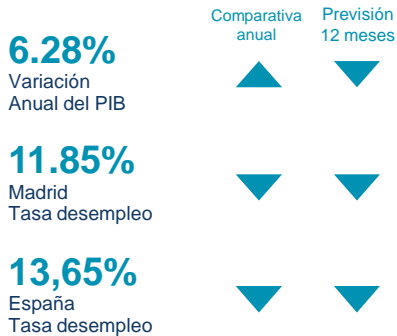 Comparativa anual
Previsión 12 meses
6.28%
Variación
Anual del PIB
11.85%
Madrid
Tasa desempleo
13,65%
España
Tasa desempleo